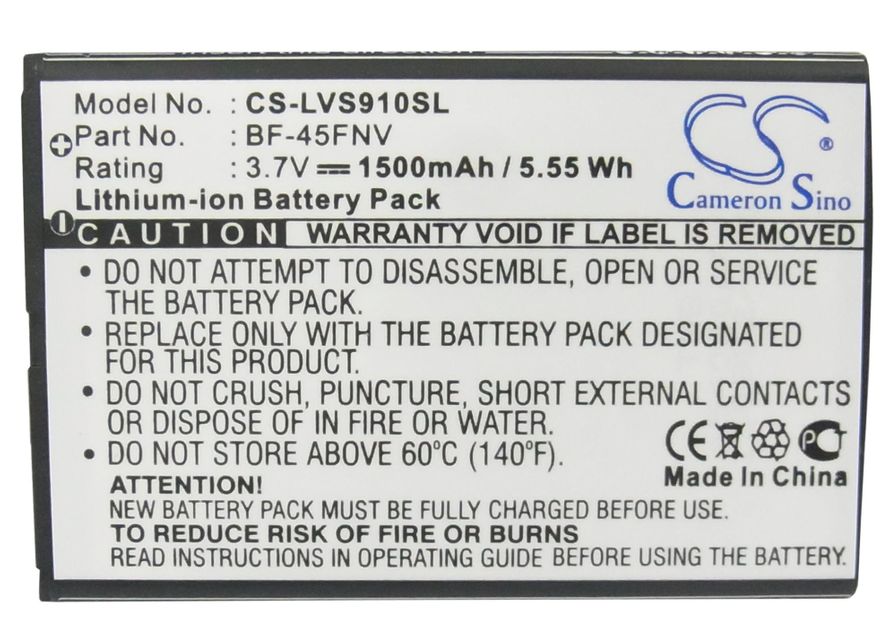 Model No. : CS-LVS910SL
Part No. : BF-45FNV
Rating : 3.7V 1500mAh / 5.55 Wh
Lithium-ion Battery Pack
CS ®
Cameron Sino
CAUTION WARRANTY VOID IF LABEL IS REMOVED
• DO NOT ATTEMPT TO DISASSEMBLE, OPEN OR SERVICE
THE BATTERY PACK.
• REPLACE ONLY WITH THE BATTERY PACK DESIGNATED
FOR THIS PRODUCT.
• DO NOT CRUSH, PUNCTURE, SHORT EXTERNAL CONTACTS
OR DISPOSE OF IN FIRE OR WATER.
• DO NOT STORE ABOVE 60°C (140°F).
CE
Made In China
ATTENTION!
NEW BATTERY PACK MUST BE FULLY CHARGED BEFORE USE.
TO REDUCE RISK OF FIRE OR BURNS
READ INSTRUCTIONS IN OPERATING GUIDE BEFORE USING THE BATTERY PACK.